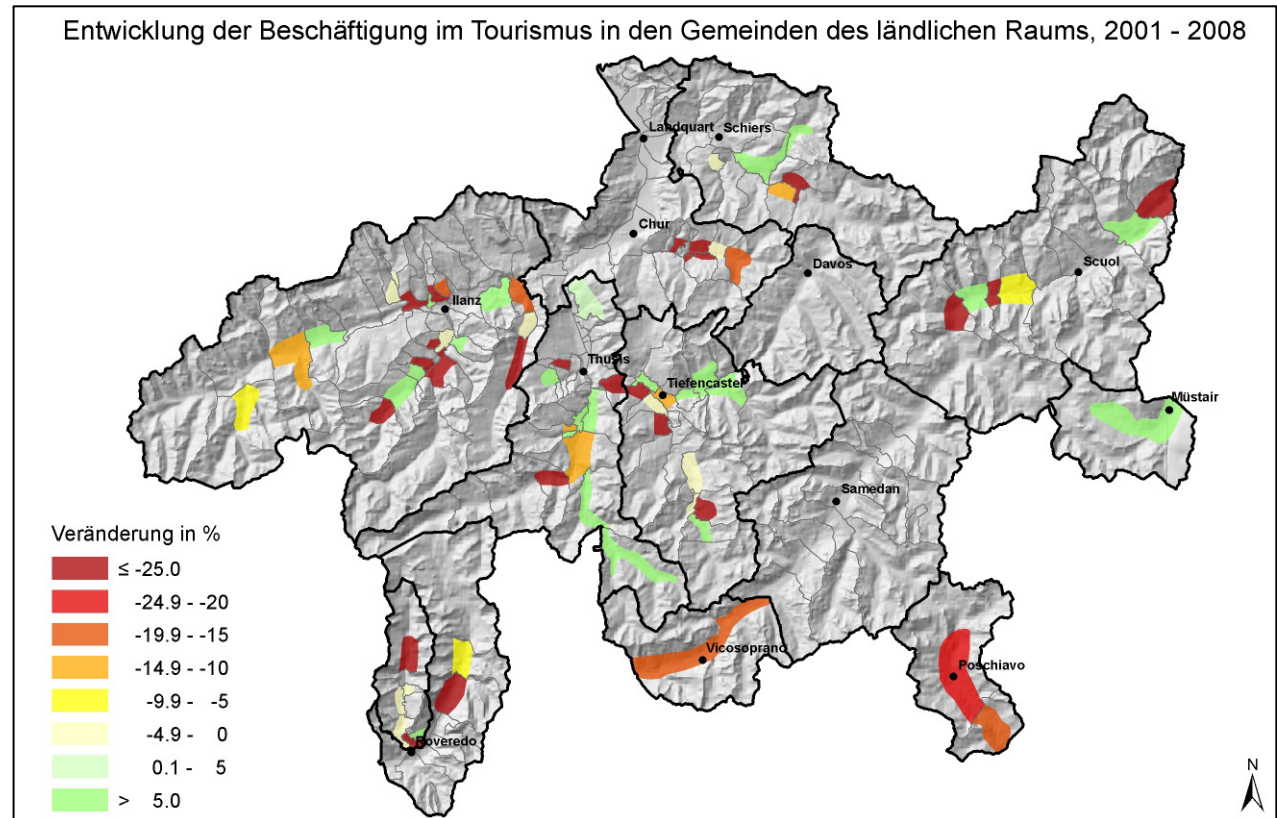 Entwicklung der Beschäftigung im Tourismus in den Gemeinden des ländlichen Raums, 2001 - 2008
Landquart
Schiers
Chur
Davos
Scuol
Ilanz
Thusis
Tiefencastel
Müstair
Samedan
Vicosoprano
Poschiavo
Roveredo
Veränderung in %
≤ -25.0
-24.9 - -20
-19.9 - -15
-14.9 - -10
-9.9 - -5
-4.9 - 0
0.1 - 5
> 5.0
N